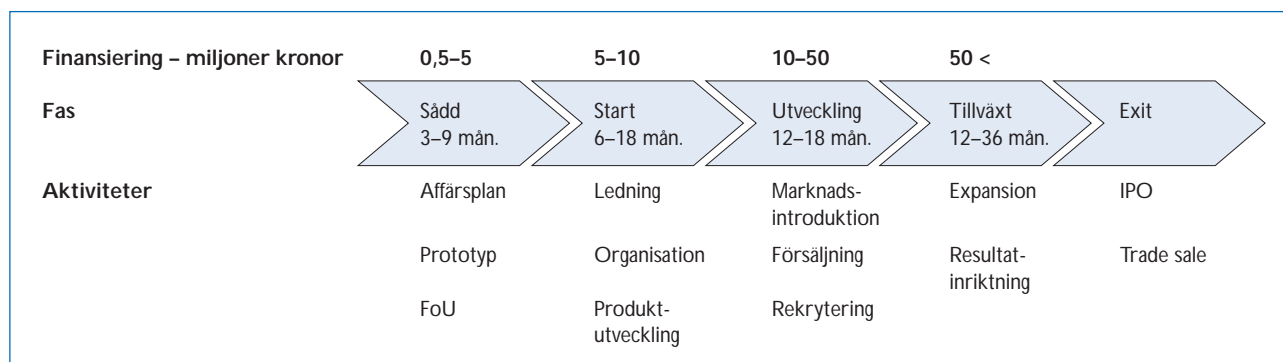 Finansiering – miljoner kronor 0,5–5 5–10 10–50 50 <
Fas Sådd Start Utveckling Tillväxt Exit
3–9 mån. 6–18 mån. 12–18 mån. 12–36 mån.
Aktiviteter Affärsplan Ledning Marknads- Expansion IPO
introduktion
Prototyp Organisation Försäljning Resultat- Trade sale
inriktning
FoU Produkt- Rekrytering
utveckling